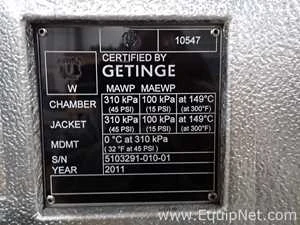 10547
CERTIFIED BY
GETINGE
W MAWP MAEWP
CHAMBER 310 kPa 100 kPa at 149°C
(45 PSI) (15 PSI) (at 300°F)
JACKET 310 kPa 100 kPa at 149°C
(45 PSI) (15 PSI) (at 300°F)
MDMT 0 °C at 310 kPa
( 32 °F at 45 PSI )
S/N 5103291-010-01
YEAR 2011
www.EquipNet.com